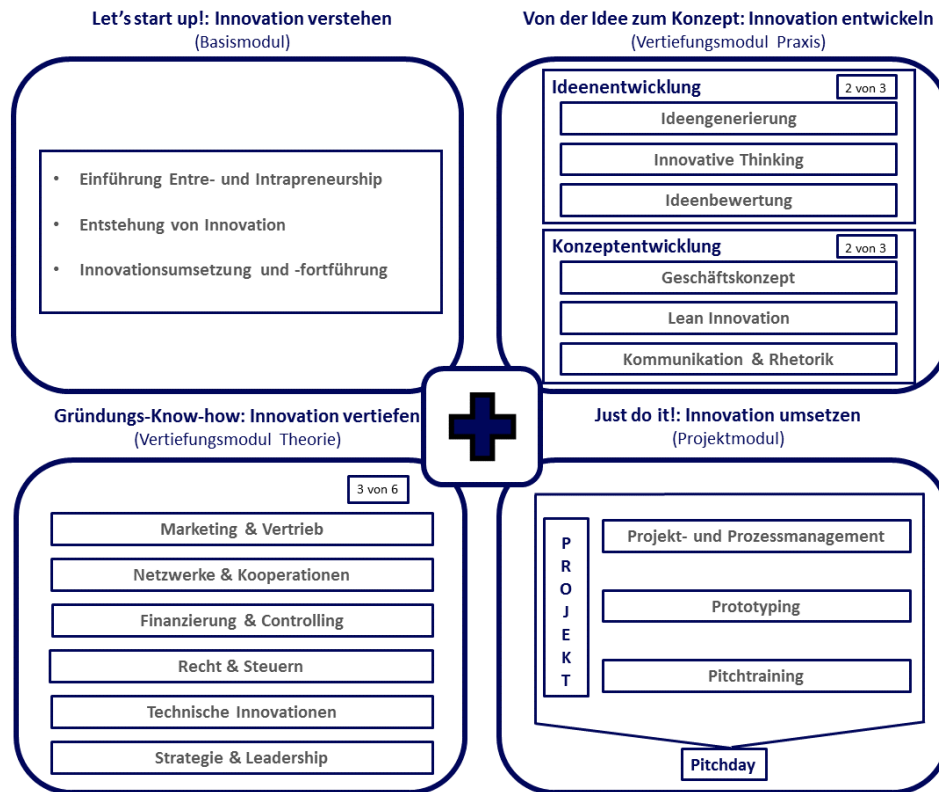 Let's start up!: Innovation verstehen
(Basismodul)
• Einführung Entre- und Intrapreneurship
• Entstehung von Innovation
• Innovationsumsetzung und -fortführung
Von der Idee zum Konzept: Innovation entwickeln
(Vertiefungsmodul Praxis)
Ideenentwicklung
2 von 3
Ideengenerierung
Innovative Thinking
Ideenbewertung
Konzeptentwicklung
2 von 3
Geschäftskonzept
Lean Innovation
Kommunikation & Rhetorik
Gründungs-Know-how: Innovation vertiefen
(Vertiefungsmodul Theorie)
3 von 6
Marketing & Vertrieb
Netzwerke & Kooperationen
Finanzierung & Controlling
Recht & Steuern
Technische Innovationen
Strategie & Leadership
Just do it!: Innovation umsetzen
(Projektmodul)
PROJEKT
Projekt- und Prozessmanagement
Prototyping
Pitchtraining
Pitchday